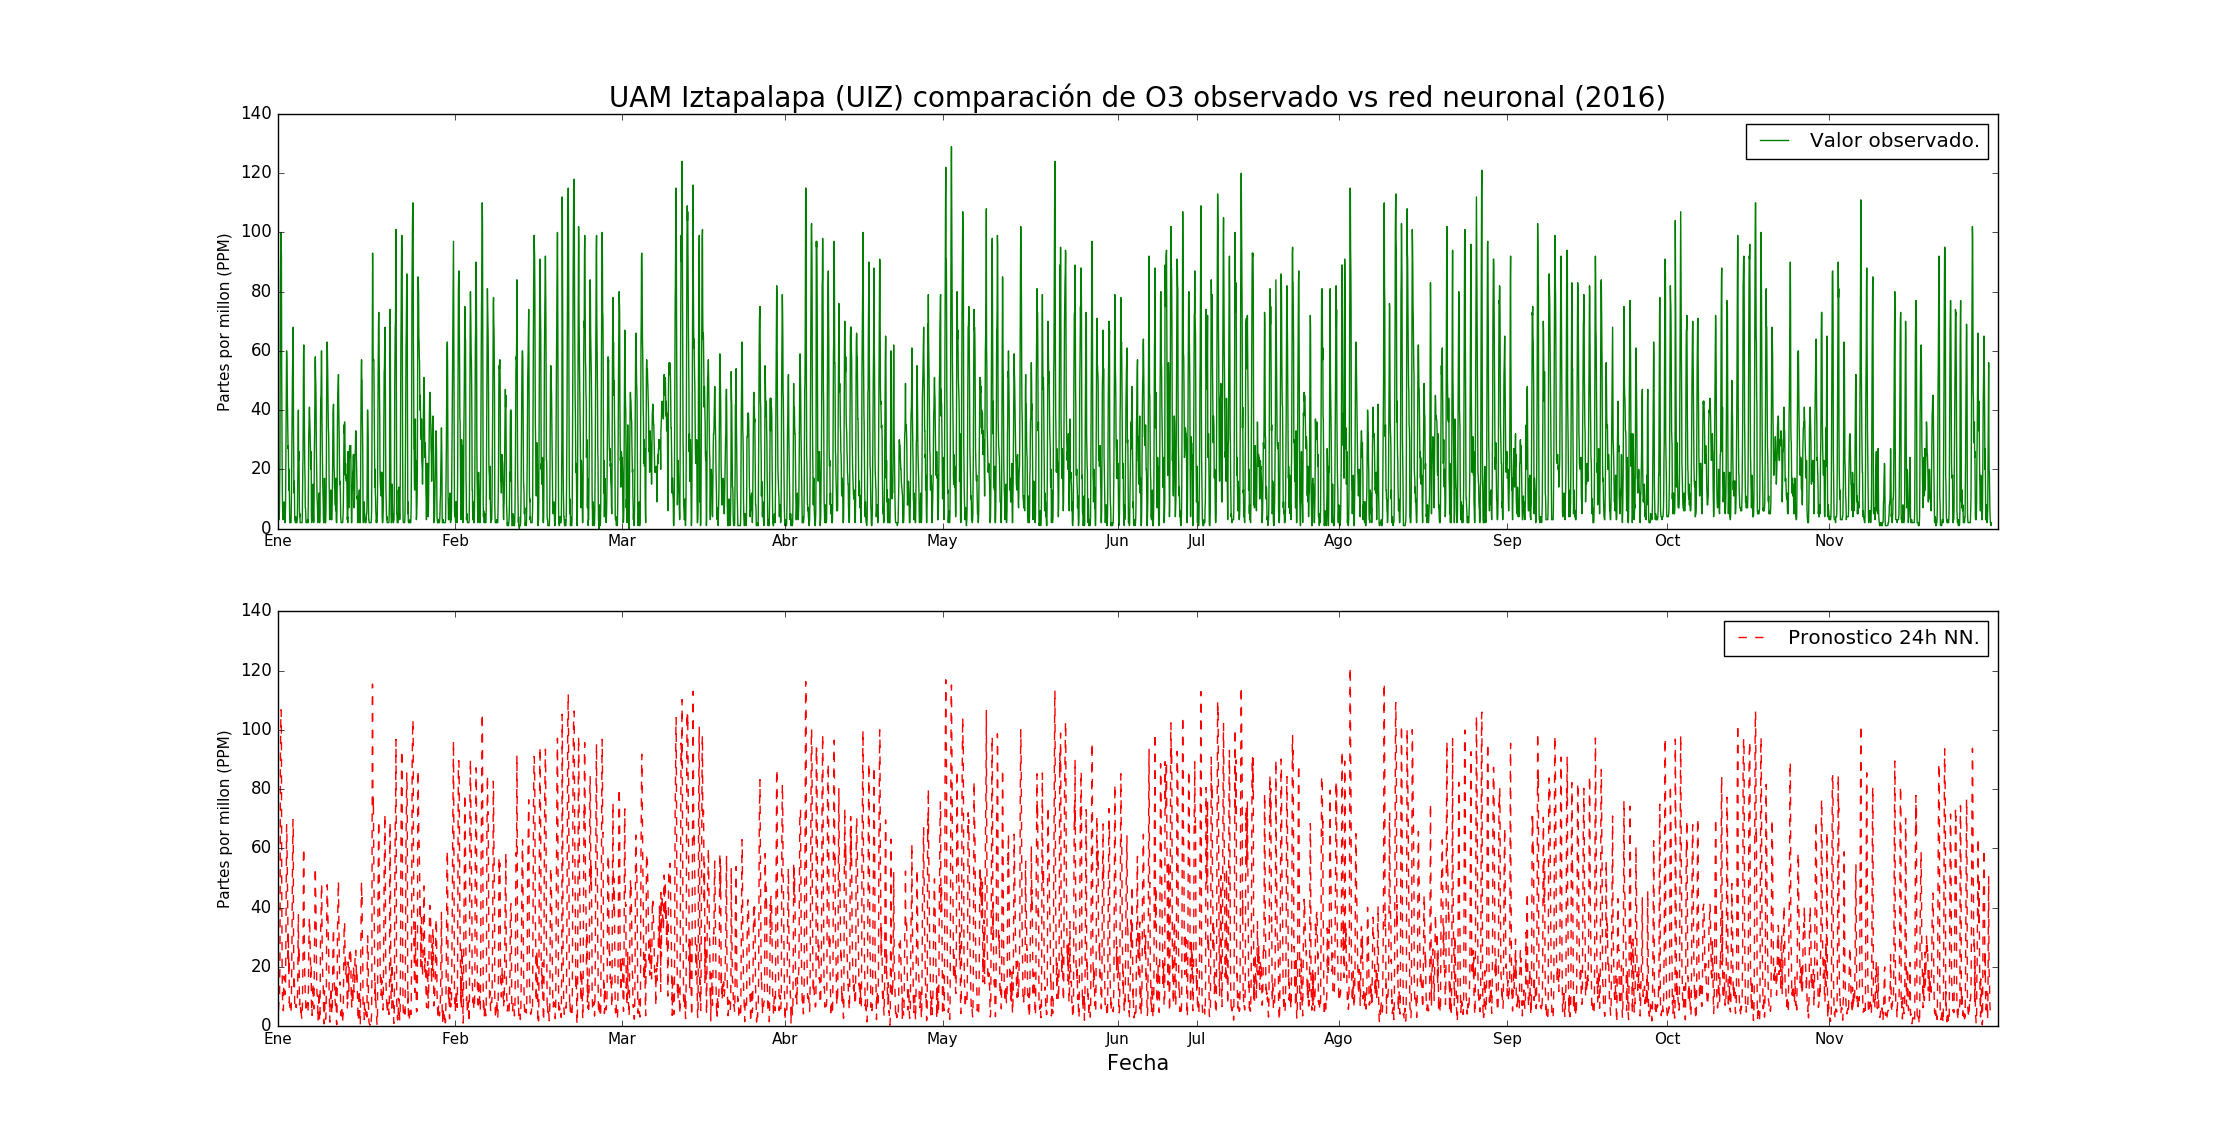 UAM Iztapalapa (UIZ) comparación de O3 observado vs red neuronal (2016)
140
120
100
80
60
40
20
0
Partes por millon (PPM)
Valor observado.
Ene Feb Mar Abr May Jun Jul Ago Sep Oct Nov
140
120
100
80
60
40
20
0
Partes por millon (PPM)
Pronostico 24h NN.
Ene Feb Mar Abr May Jun Jul Ago Sep Oct Nov
Fecha